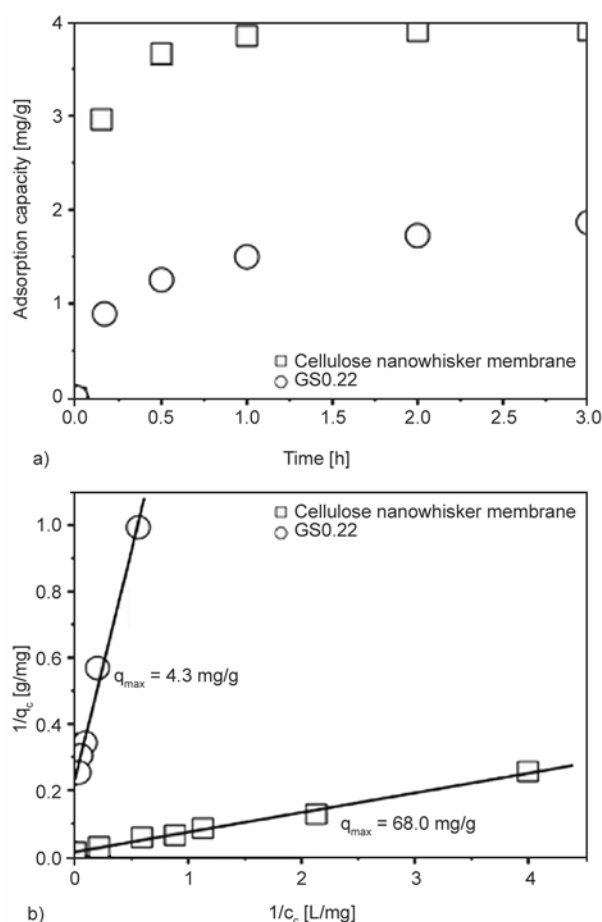 Adsorption capacity [mg/g]
4
3
2
1
0
□ Cellulose nanowhisker membrane
○ GS0.22
0.0 0.5 1.0 1.5 2.0 2.5 3.0
a) Time [h]
1/q_c [g/mg]
1.0
0.8
0.6
0.4
0.2
0.0
□ Cellulose nanowhisker membrane
○ GS0.22
q_max = 4.3 mg/g
q_max = 68.0 mg/g
0 1 2 3 4
b) 1/c_c [L/mg]